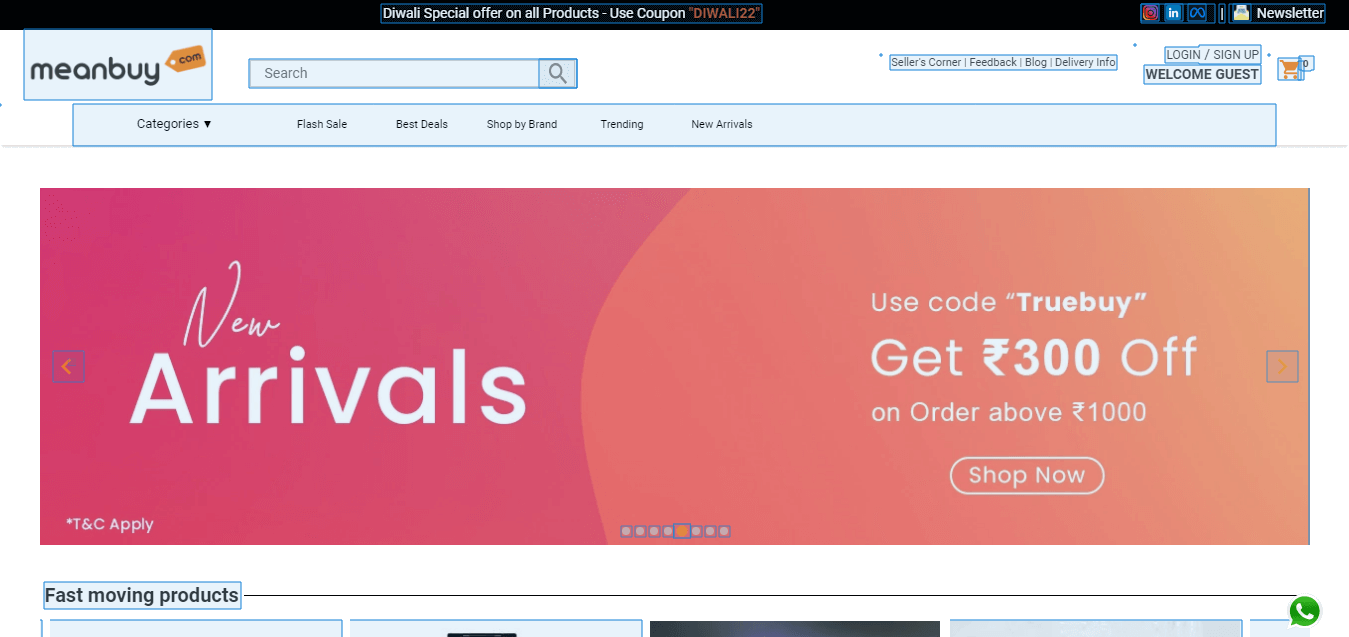 Diwali Special offer on all Products - Use Coupon "DIWALI22"
| Newsletter
meanbuy.com
Search
Seller's Corner | Feedback | Blog | Delivery Info
LOGIN / SIGN UP
WELCOME GUEST
0
Categories ▼ Flash Sale Best Deals Shop by Brand Trending New Arrivals
New
Arrivals
Use code “Truebuy”
Get ₹300 Off
on Order above ₹1000
Shop Now
*T&C Apply
Fast moving products